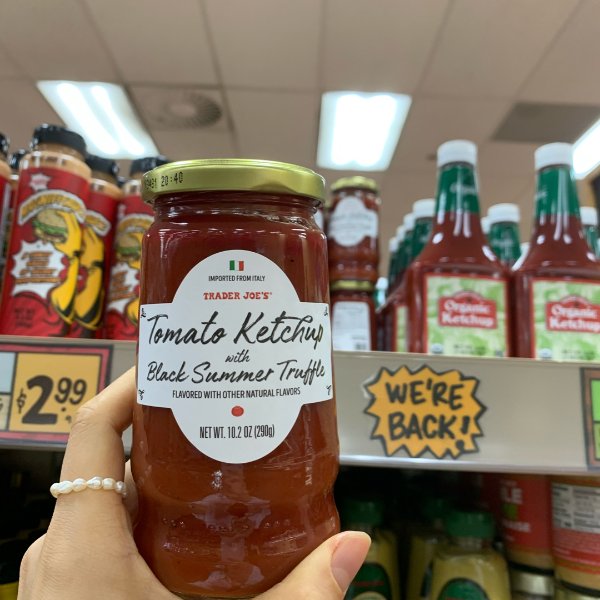 20:40
IMPORTED FROM ITALY
TRADER JOE'S
Tomato Ketchup
with
Black Summer Truffle
FLAVORED WITH OTHER NATURAL FLAVORS
NET WT. 10.2 OZ (290g)
$2.99
WE'RE
BACK!
Organic
Ketchup
Organic
Ketchup